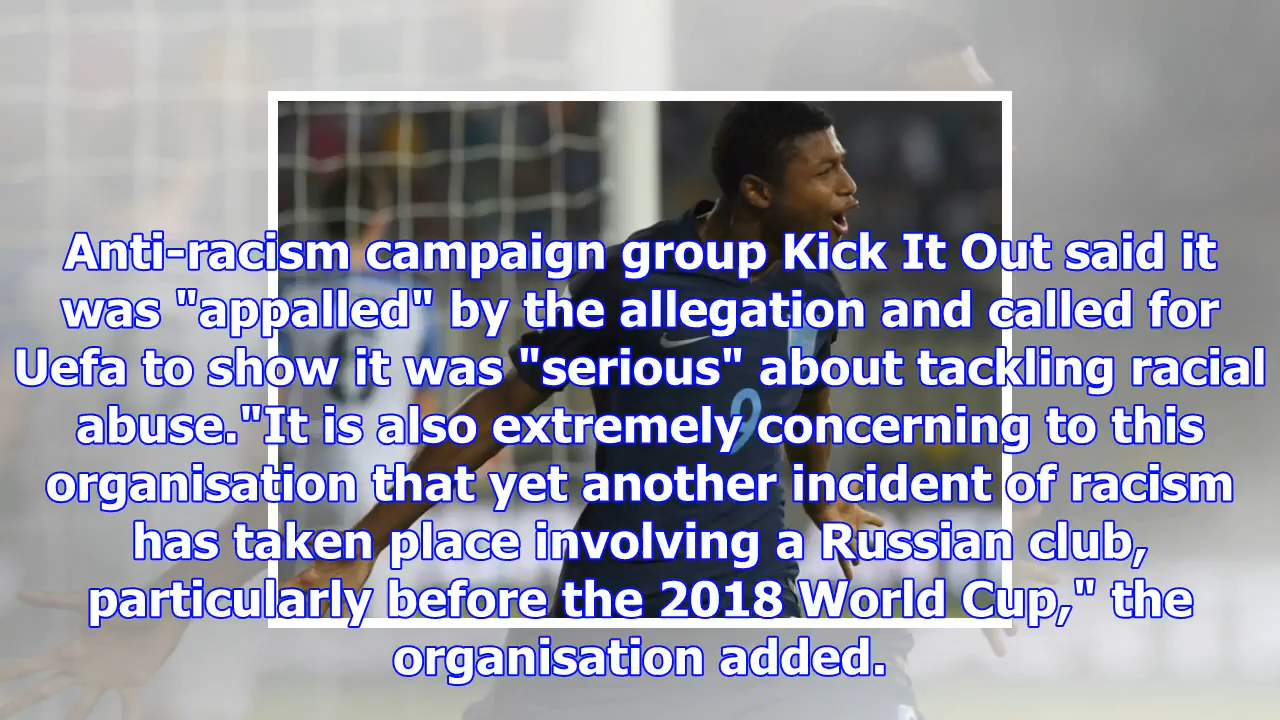 Anti-racism campaign group Kick It Out said it
was "appalled" by the allegation and called for
Uefa to show it was "serious" about tackling racial
abuse."It is also extremely concerning to this
organisation that yet another incident of racism
has taken place involving a Russian club,
particularly before the 2018 World Cup," the
organisation added.
9